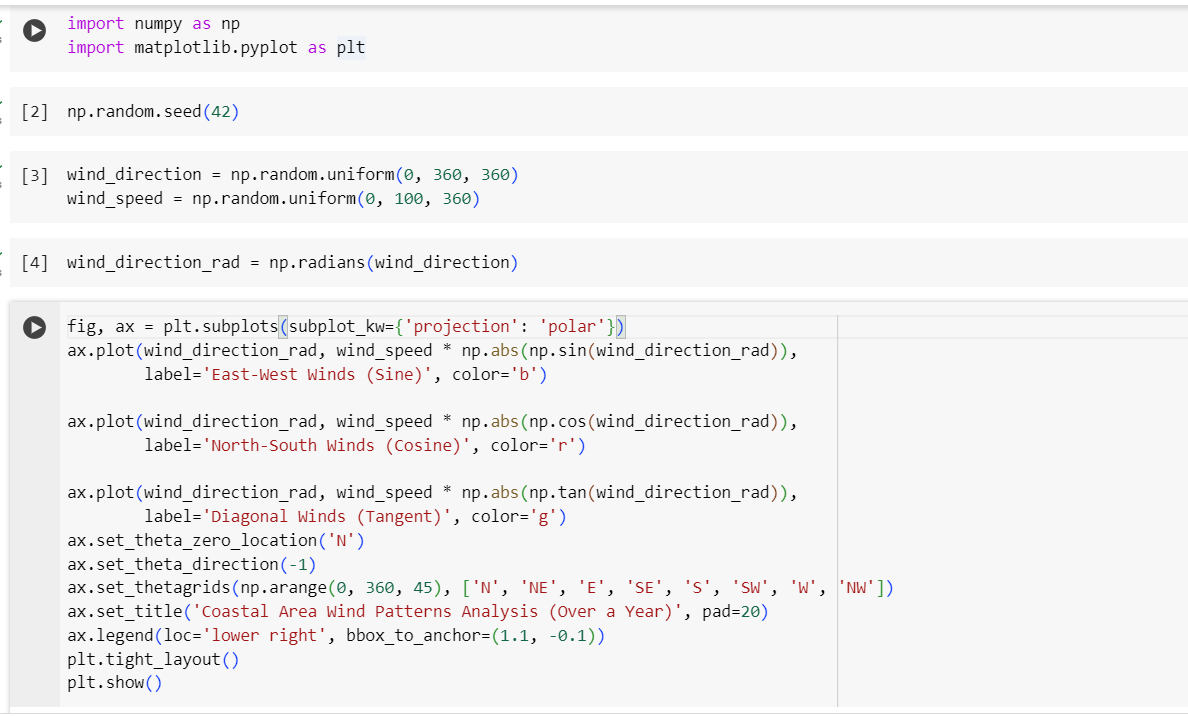 import numpy as np
import matplotlib.pyplot as plt
[2] np.random.seed(42)
[3] wind_direction = np.random.uniform(0, 360, 360)
wind_speed = np.random.uniform(0, 100, 360)
[4] wind_direction_rad = np.radians(wind_direction)
fig, ax = plt.subplots(subplot_kw={'projection': 'polar'})
ax.plot(wind_direction_rad, wind_speed * np.abs(np.sin(wind_direction_rad)),
label='East-West Winds (Sine)', color='b')
ax.plot(wind_direction_rad, wind_speed * np.abs(np.cos(wind_direction_rad)),
label='North-South Winds (Cosine)', color='r')
ax.plot(wind_direction_rad, wind_speed * np.abs(np.tan(wind_direction_rad)),
label='Diagonal Winds (Tangent)', color='g')
ax.set_theta_zero_location('N')
ax.set_theta_direction(-1)
ax.set_thetagrids(np.arange(0, 360, 45), ['N', 'NE', 'E', 'SE', 'S', 'SW', 'W', 'NW'])
ax.set_title('Coastal Area Wind Patterns Analysis (Over a Year)', pad=20)
ax.legend(loc='lower right', bbox_to_anchor=(1.1, -0.1))
plt.tight_layout()
plt.show()